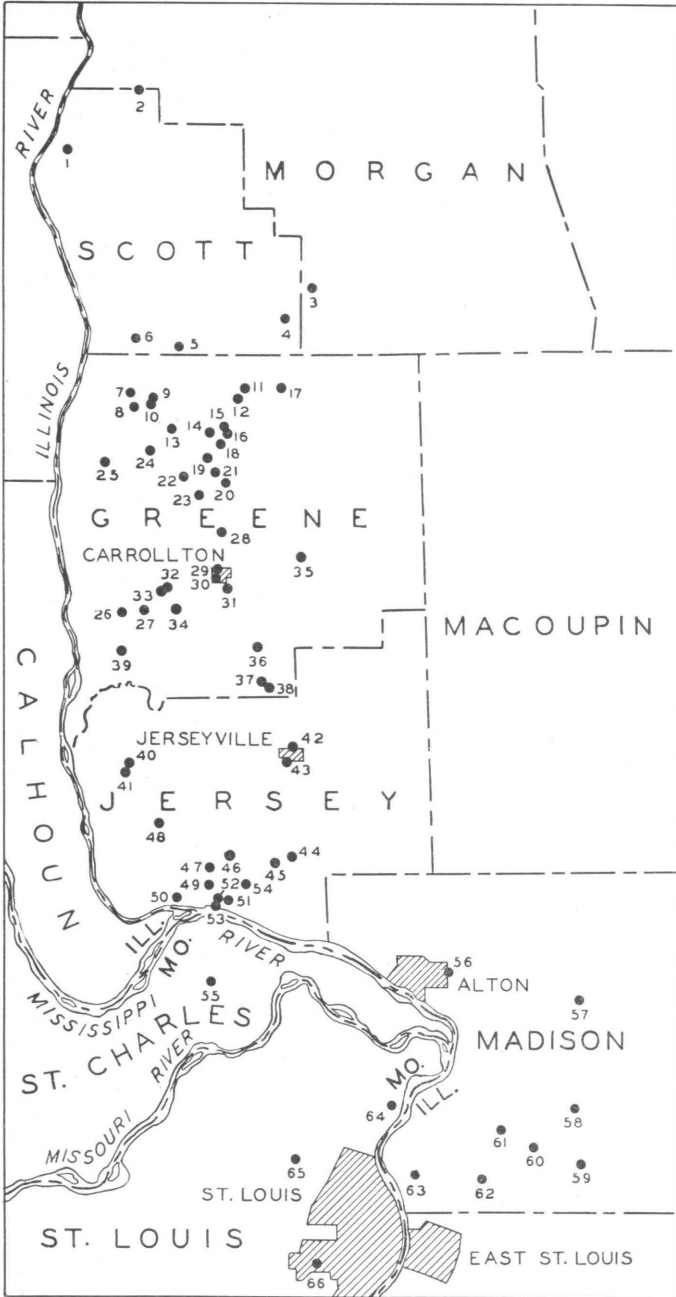 2
RIVER
1
MORGAN
SCOTT
3
4
6
5
ILLINOIS
7
9
11
17
8
10
12
15
14
16
13
18
24
25
19
21
22
20
23
GREENE
28
CARROLLTON
29
35
30
32
33
31
26
27
34
MACOUPIN
39
36
37
38
CALHOUN
JERSEYVILLE
42
40
43
41
JERSEY
48
47
46
45
44
49
52
54
50
51
53
ILL.
MO.
RIVER
56
ALTON
MISSISSIPPI
55
57
ST. CHARLES
RIVER
MADISON
MO.
ILL.
64
58
61
MISSOURI
60
65
59
ST. LOUIS
63
62
ST. LOUIS
EAST ST. LOUIS
66